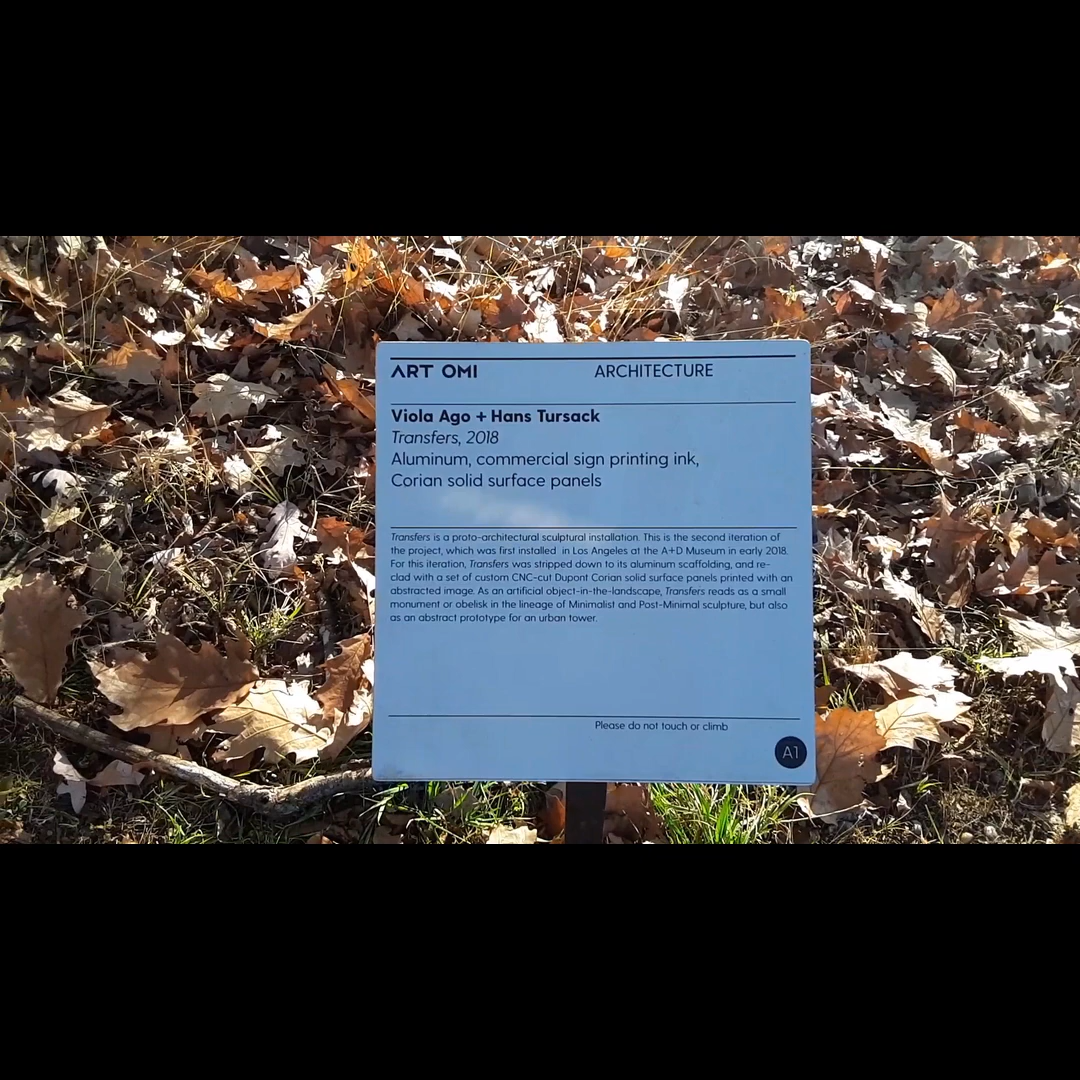 ART OMI ARCHITECTURE
Viola Ago + Hans Tursack
Transfers, 2018
Aluminum, commercial sign printing ink,
Corian solid surface panels
Transfers is a proto-architectural sculptural installation. This is the second iteration of
the project, which was first installed in Los Angeles at the A+D Museum in early 2018.
For this iteration, Transfers was stripped down to its aluminum scaffolding, and re-
clad with a set of custom CNC-cut Dupont Corian solid surface panels printed with an
abstracted image. As an artificial object-in-the-landscape, Transfers reads as a small
monument or obelisk in the lineage of Minimalist and Post-Minimal sculpture, but also
as an abstract prototype for an urban tower.
Please do not touch or climb
A1